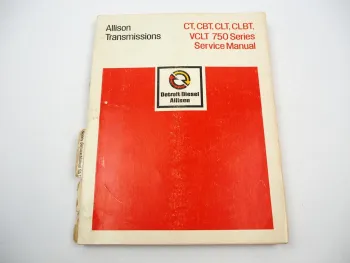 Allison
Transmissions
CT, CBT, CLT, CLBT,
VCLT 750 Series
Service Manual
Detroit Diesel
Allison